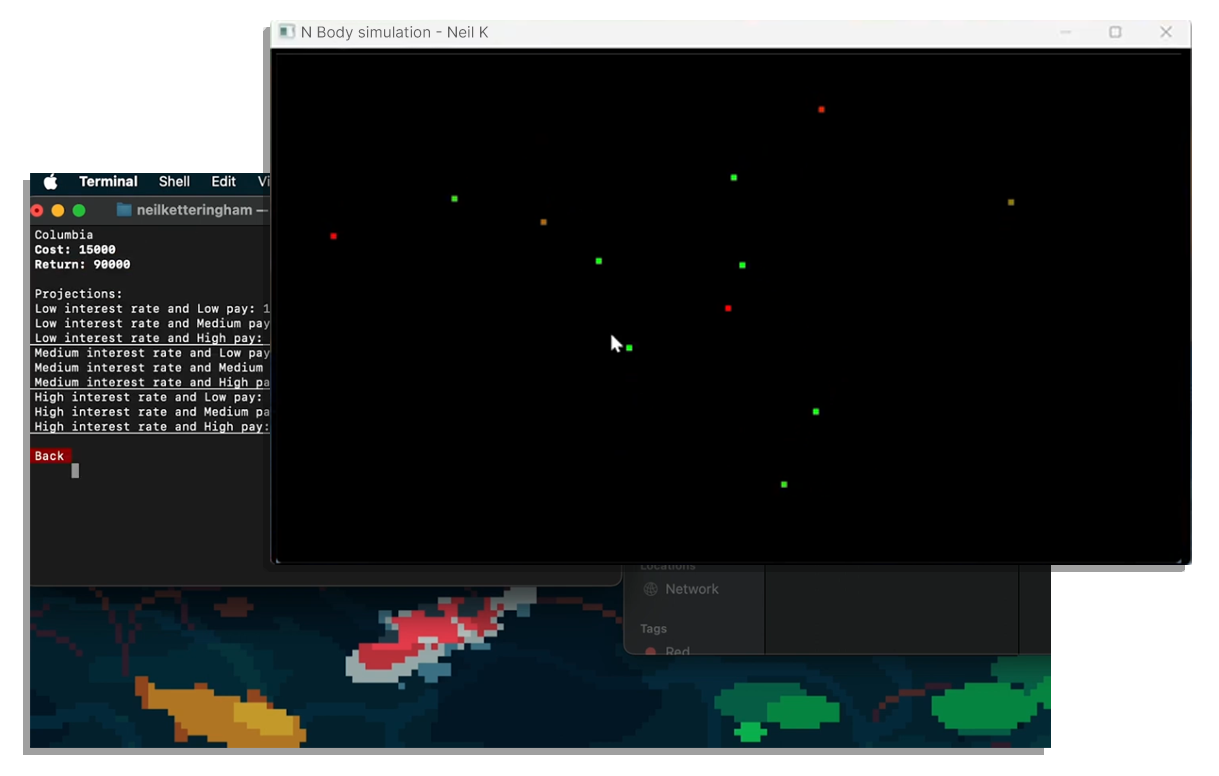 N Body simulation - Neil K
Terminal Shell Edit
neilketteringham —
Columbia
Cost: 15000
Return: 90000
Projections:
Low interest rate and Low pay: 1
Low interest rate and Medium pay
Low interest rate and High pay:
Medium interest rate and Low pay
Medium interest rate and Medium
Medium interest rate and High pa
High interest rate and Low pay:
High interest rate and Medium pa
High interest rate and High pay:
Back
Locations
Network
Tags
Red